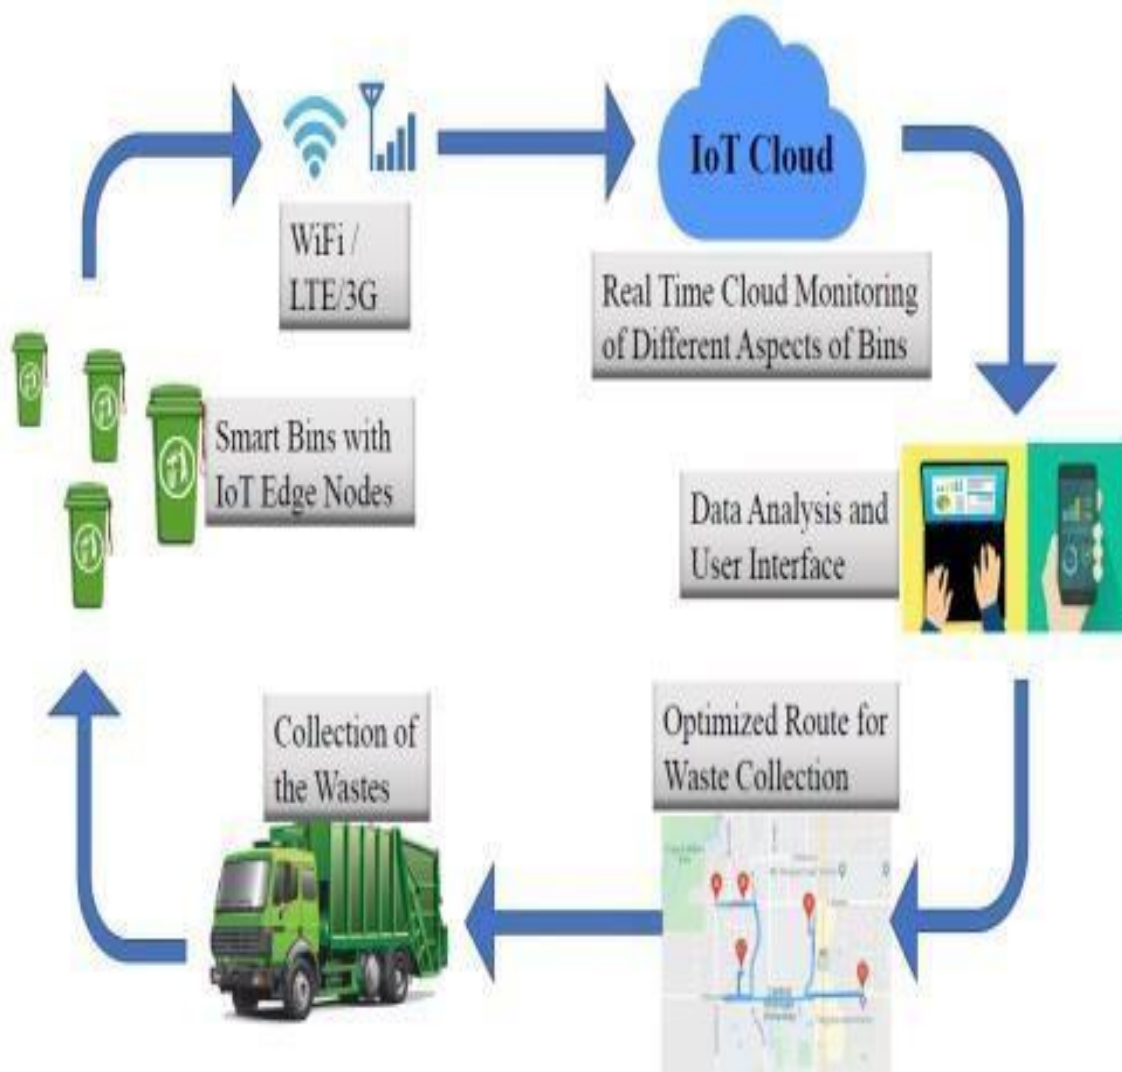 IoT Cloud
WiFi /
LTE/3G
Real Time Cloud Monitoring
of Different Aspects of Bins
Smart Bins with
IoT Edge Nodes
Data Analysis and
User Interface
Collection of
the Wastes
Optimized Route for
Waste Collection